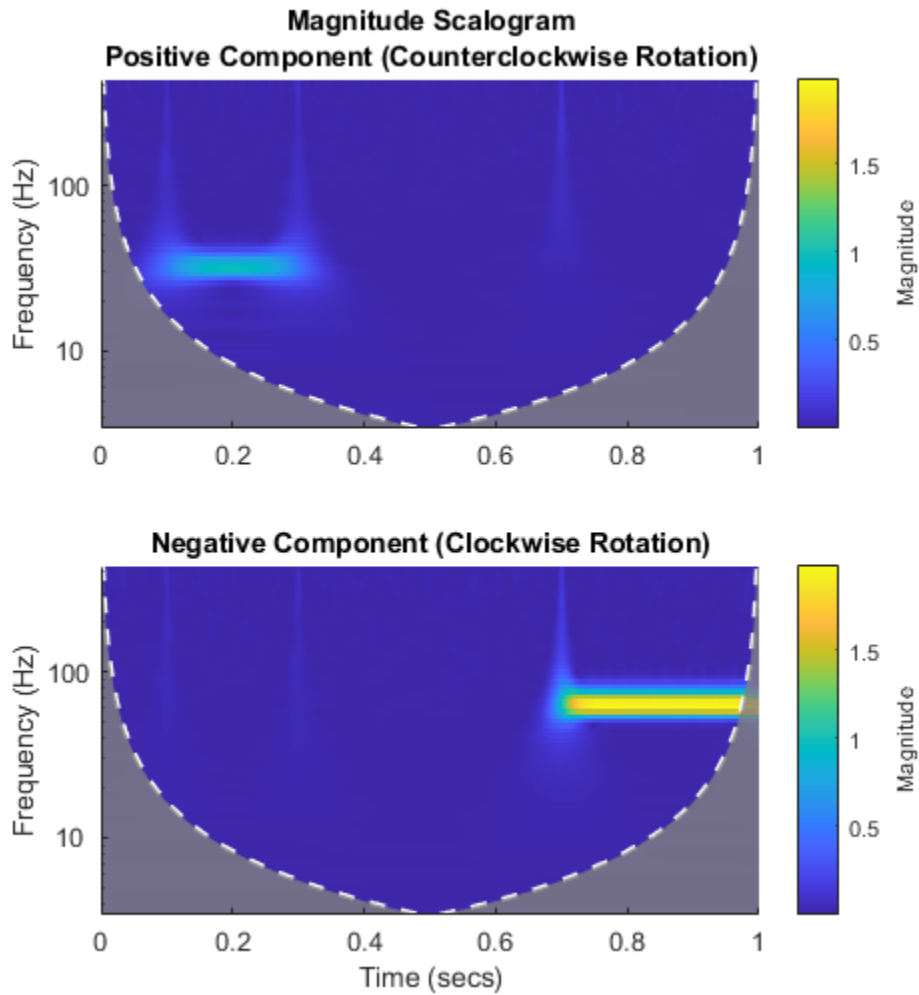 Magnitude Scalogram
Positive Component (Counterclockwise Rotation)
Frequency (Hz)
100
10
0 0.2 0.4 0.6 0.8 1
1.5
1
0.5
Magnitude
Negative Component (Clockwise Rotation)
Frequency (Hz)
100
10
0 0.2 0.4 0.6 0.8 1
Time (secs)
1.5
1
0.5
Magnitude